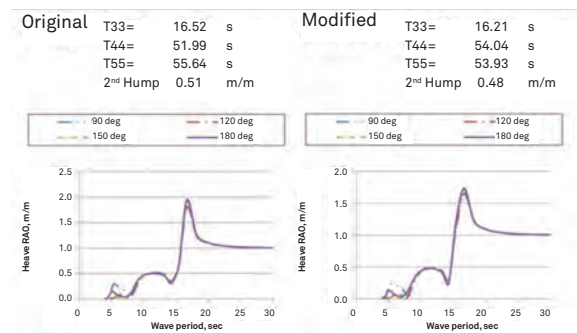 Original
T33= 16.52 s
T44= 51.99 s
T55= 55.64 s
2nd Hump 0.51 m/m
90 deg 120 deg
150 deg 180 deg
Heave RAO, m/m
2.5
2.0
1.5
1.0
0.5
0.0
0 5 10 15 20 25 30
Wave period, sec
Modified
T33= 16.21 s
T44= 54.04 s
T55= 53.93 s
2nd Hump 0.48 m/m
90 deg 120 deg
150 deg 180 deg
Heave RAO, m/m
2.0
1.5
1.0
0.5
0.0
0 5 10 15 20 25 30
Wave period, sec